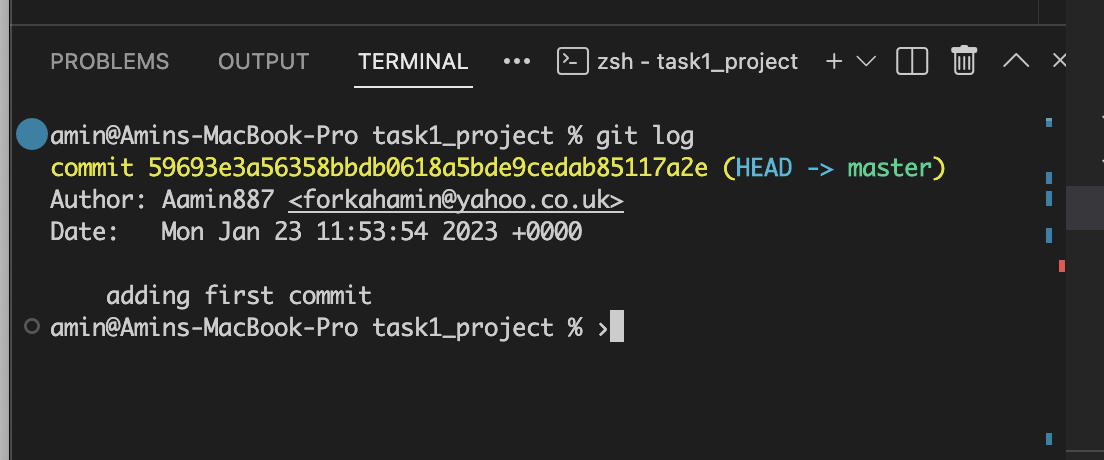 PROBLEMS OUTPUT TERMINAL ··· zsh - task1_project
amin@Amins-MacBook-Pro task1_project % git log
commit 59693e3a56358bbdb0618a5bde9cedab85117a2e (HEAD -> master)
Author: Aamin887 <forkahamin@yahoo.co.uk>
Date:   Mon Jan 23 11:53:54 2023 +0000
adding first commit
amin@Amins-MacBook-Pro task1_project % ›